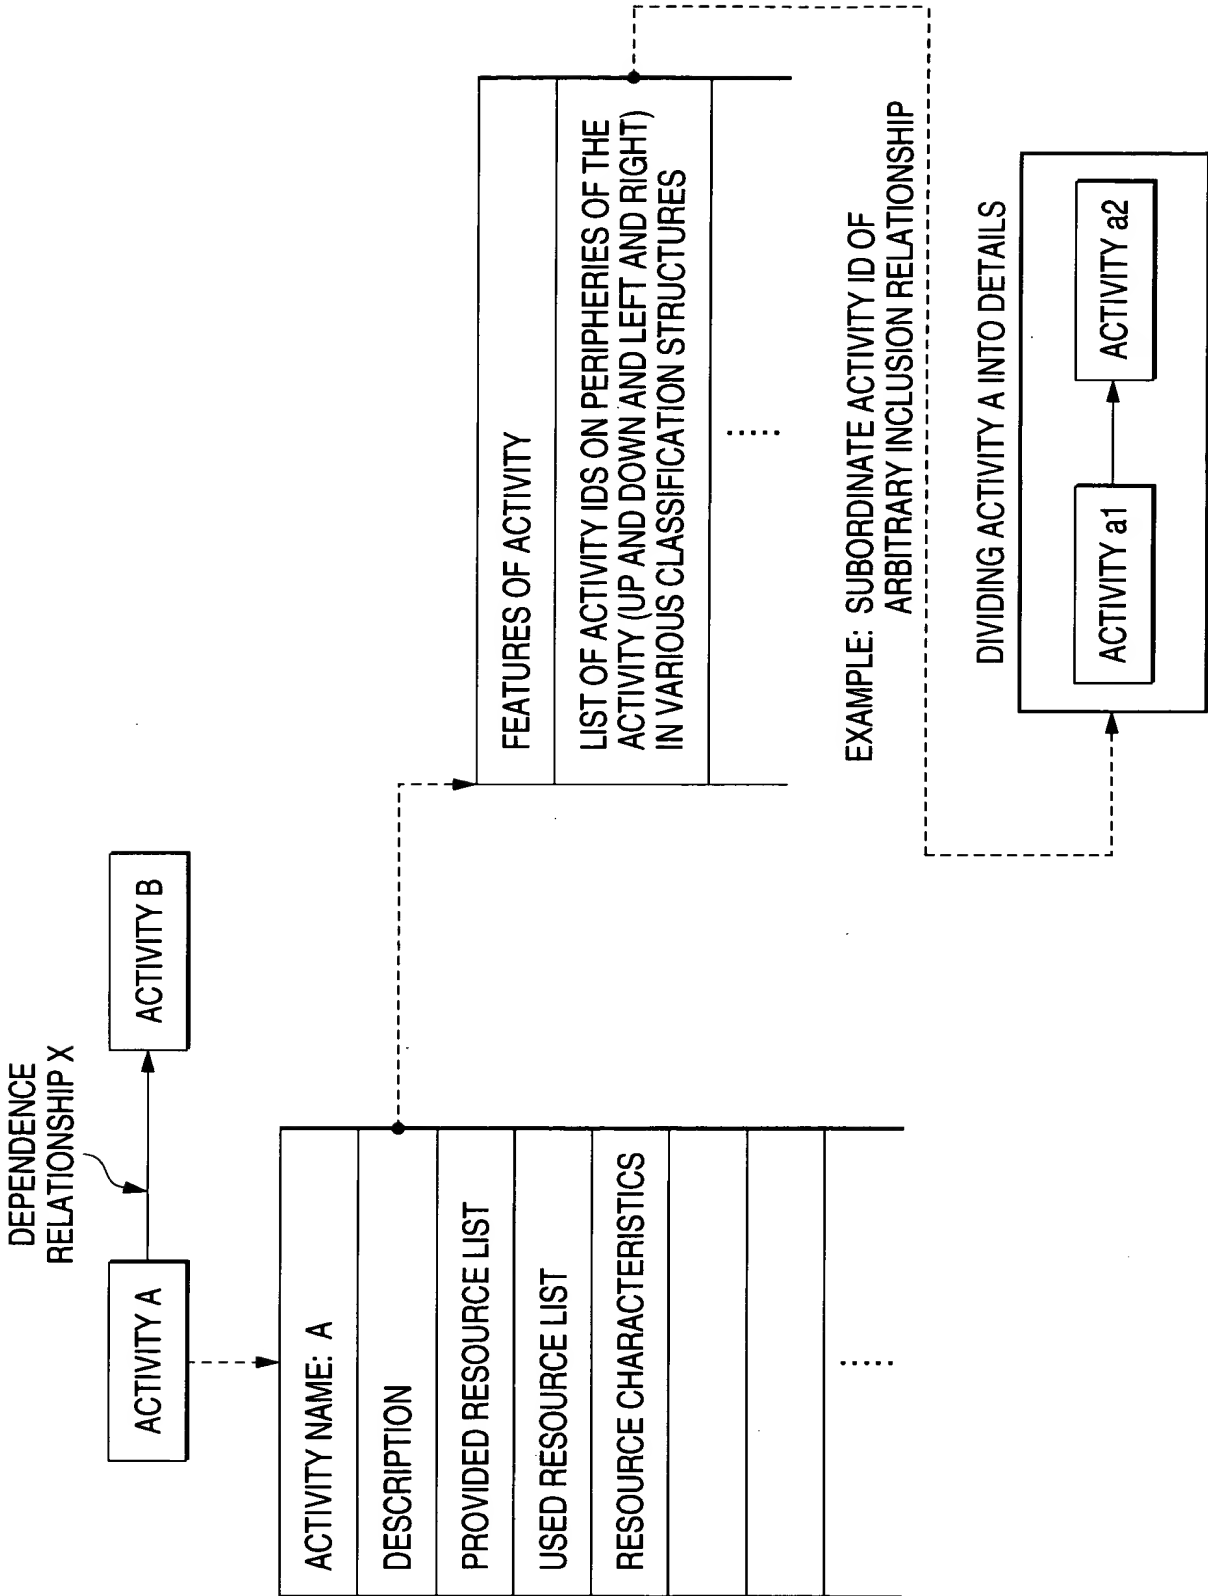 DEPENDENCE
RELATIONSHIP X
ACTIVITY A
ACTIVITY B
ACTIVITY NAME: A
DESCRIPTION
PROVIDED RESOURCE LIST
USED RESOURCE LIST
RESOURCE CHARACTERISTICS
.....
FEATURES OF ACTIVITY
LIST OF ACTIVITY IDS ON PERIPHERIES OF THE
ACTIVITY (UP AND DOWN AND LEFT AND RIGHT)
IN VARIOUS CLASSIFICATION STRUCTURES
.....
EXAMPLE: SUBORDINATE ACTIVITY ID OF
ARBITRARY INCLUSION RELATIONSHIP
DIVIDING ACTIVITY A INTO DETAILS
ACTIVITY a1
ACTIVITY a2